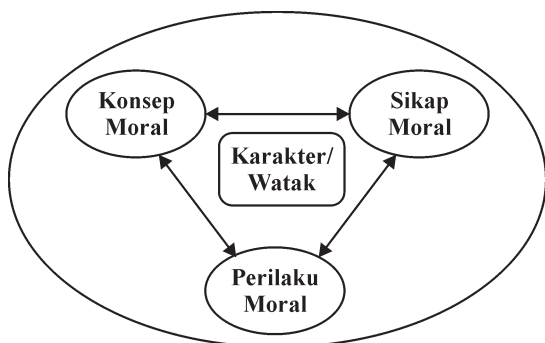 Konsep
Moral
Sikap
Moral
Karakter/
Watak
Perilaku
Moral